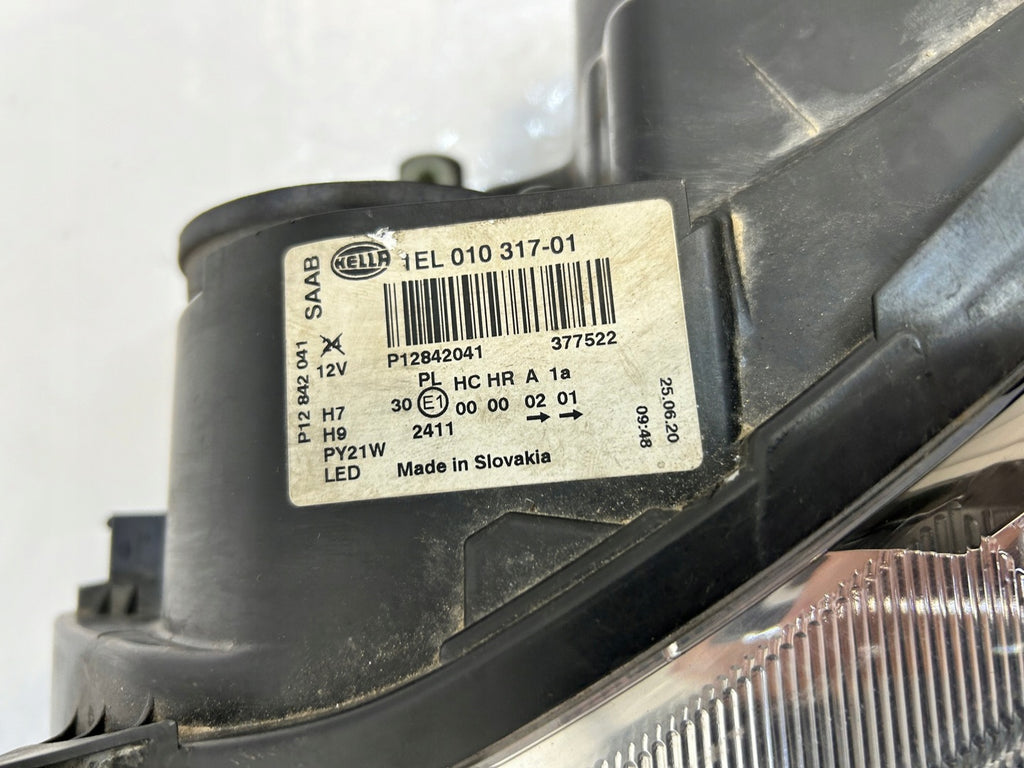 HELLA 1EL 010 317-01
SAAB
P12 842 041
P12842041 377522
12V
PL HC HR A 1a
30 E1 00 00 02 01
2411
H7
H9
PY21W
LED
Made in Slovakia
25.06.20
09:48